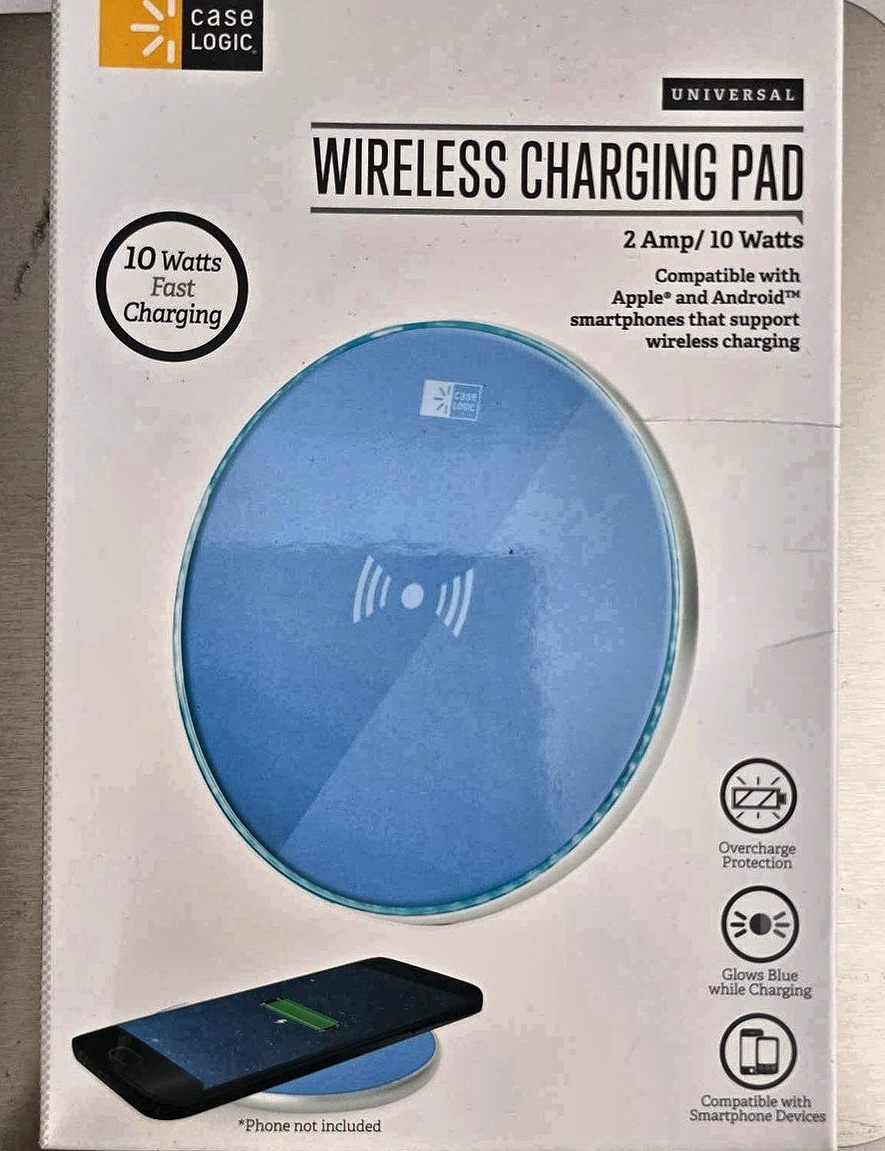 case
LOGIC
UNIVERSAL
WIRELESS CHARGING PAD
2 Amp/ 10 Watts
Compatible with
Apple® and Android™
smartphones that support
wireless charging
10 Watts
Fast
Charging
case
LOGIC
Overcharge
Protection
Glows Blue
while Charging
Compatible with
Smartphone Devices
*Phone not included